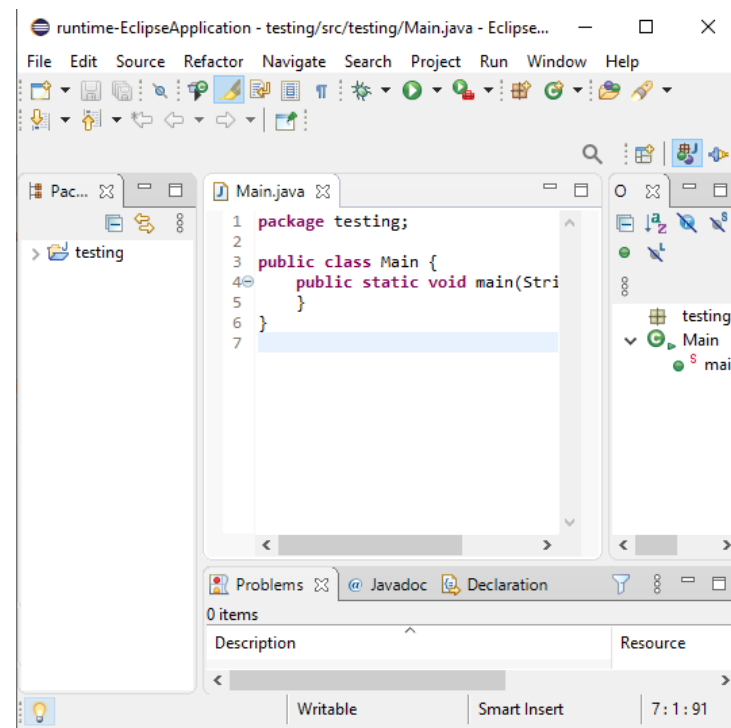 runtime-EclipseApplication - testing/src/testing/Main.java - Eclipse...
File Edit Source Refactor Navigate Search Project Run Window Help
Pac...
Main.java
O
testing
1 package testing;
2
3 public class Main {
4 public static void main(Stri
5 }
6 }
7
testing
Main
S mai
Problems @ Javadoc Declaration
0 items
Description Resource
Writable Smart Insert 7 : 1 : 91